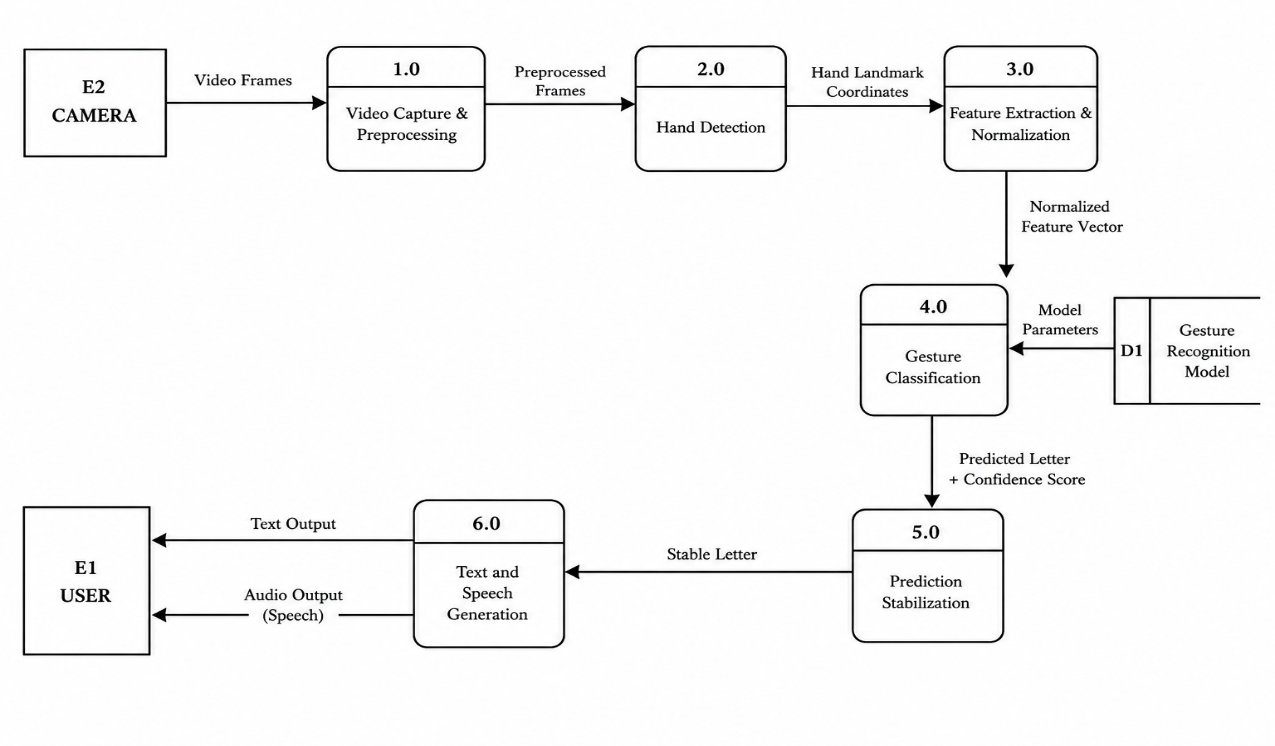 E2
CAMERA
Video Frames
1.0
Video Capture &
Preprocessing
Preprocessed
Frames
2.0
Hand Detection
Hand Landmark
Coordinates
3.0
Feature Extraction &
Normalization
Normalized
Feature Vector
4.0
Gesture
Classification
Model
Parameters
D1
Gesture
Recognition
Model
Predicted Letter
+ Confidence Score
5.0
Prediction
Stabilization
Stable Letter
6.0
Text and
Speech
Generation
Text Output
Audio Output
(Speech)
E1
USER